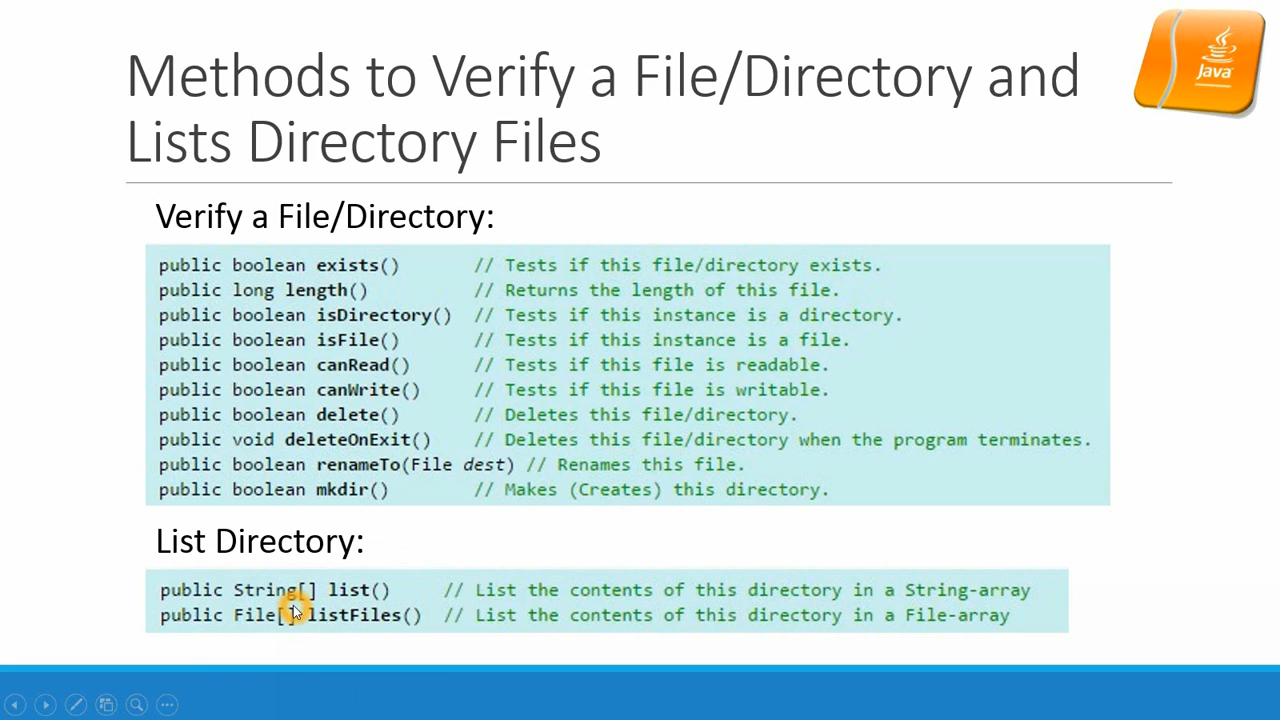 Methods to Verify a File/Directory and
Lists Directory Files
Java
Verify a File/Directory:
public boolean exists() // Tests if this file/directory exists.
public long length() // Returns the length of this file.
public boolean isDirectory() // Tests if this instance is a directory.
public boolean isFile() // Tests if this instance is a file.
public boolean canRead() // Tests if this file is readable.
public boolean canWrite() // Tests if this file is writable.
public boolean delete() // Deletes this file/directory.
public void deleteOnExit() // Deletes this file/directory when the program terminates.
public boolean renameTo(File dest) // Renames this file.
public boolean mkdir() // Makes (Creates) this directory.
List Directory:
public String[] list() // List the contents of this directory in a String-array
public File[] listFiles() // List the contents of this directory in a File-array